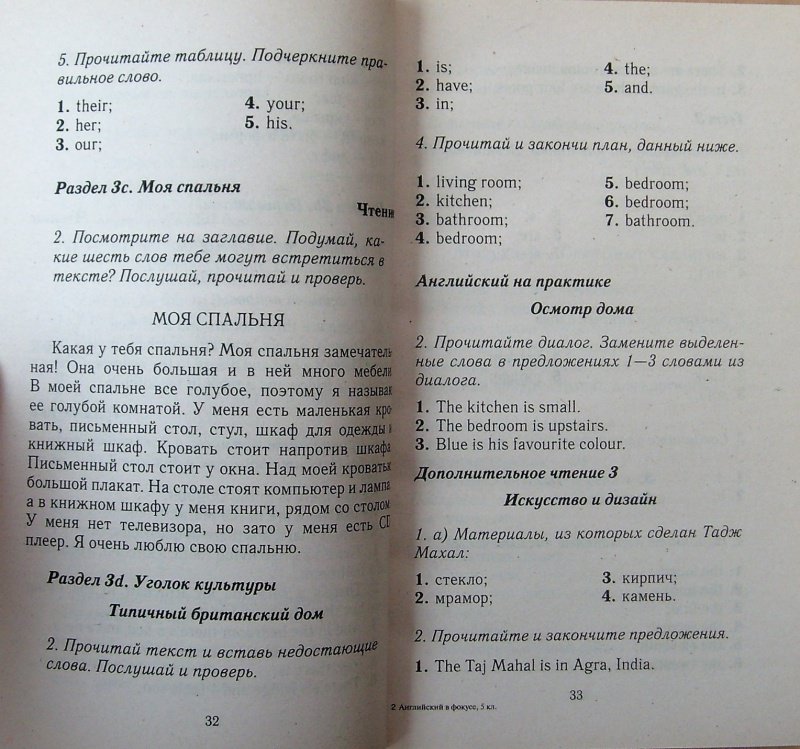 5. Прочитайте таблицу. Подчеркните пра-
вильное слово.
1. their;
2. her;
3. our;
4. your;
5. his.
Раздел 3c. Моя спальня
Чтени
2. Посмотрите на заглавие. Подумай, ка-
кие шесть слов тебе могут встретиться в
тексте? Послушай, прочитай и проверь.
МОЯ СПАЛЬНЯ
Какая у тебя спальня? Моя спальня замечатель-
ная! Она очень большая и в ней много мебели
В моей спальне все голубое, поэтому я называю
ее голубой комнатой. У меня есть маленькая кро-
вать, письменный стол, стул, шкаф для одежды и
книжный шкаф. Кровать стоит напротив шкафа
Письменный стол стоит у окна. Над моей кроватью
большой плакат. На столе стоят компьютер и лампа
а в книжном шкафу у меня книги, рядом со столом
У меня нет телевизора, но зато у меня есть CD
плеер. Я очень люблю свою спальню.
Раздел 3d. Уголок культуры
Типичный британский дом
2. Прочитай текст и вставь недостающие
слова. Послушай и проверь.
32
1. is;
2. have;
3. in;
4. the;
5. and.
4. Прочитай и закончи план, данный ниже.
1. living room;
2. kitchen;
3. bathroom;
4. bedroom;
5. bedroom;
6. bedroom;
7. bathroom.
Английский на практике
Осмотр дома
2. Прочитайте диалог. Замените выделен-
ные слова в предложениях 1—3 словами из
диалога.
1. The kitchen is small.
2. The bedroom is upstairs.
3. Blue is his favourite colour.
Дополнительное чтение 3
Искусство и дизайн
1. а) Материалы, из которых сделан Тадж
Махал:
1. стекло;
2. мрамор;
3. кирпич;
4. камень.
2. Прочитайте и закончите предложения.
1. The Taj Mahal is in Agra, India.
33
2 Английский в фокусе, 5 кл.